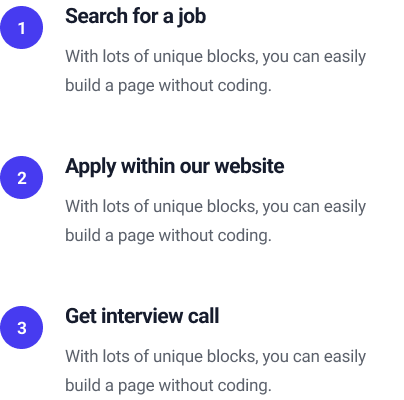 1
Search for a job
With lots of unique blocks, you can easily
build a page without coding.
2
Apply within our website
With lots of unique blocks, you can easily
build a page without coding.
3
Get interview call
With lots of unique blocks, you can easily
build a page without coding.